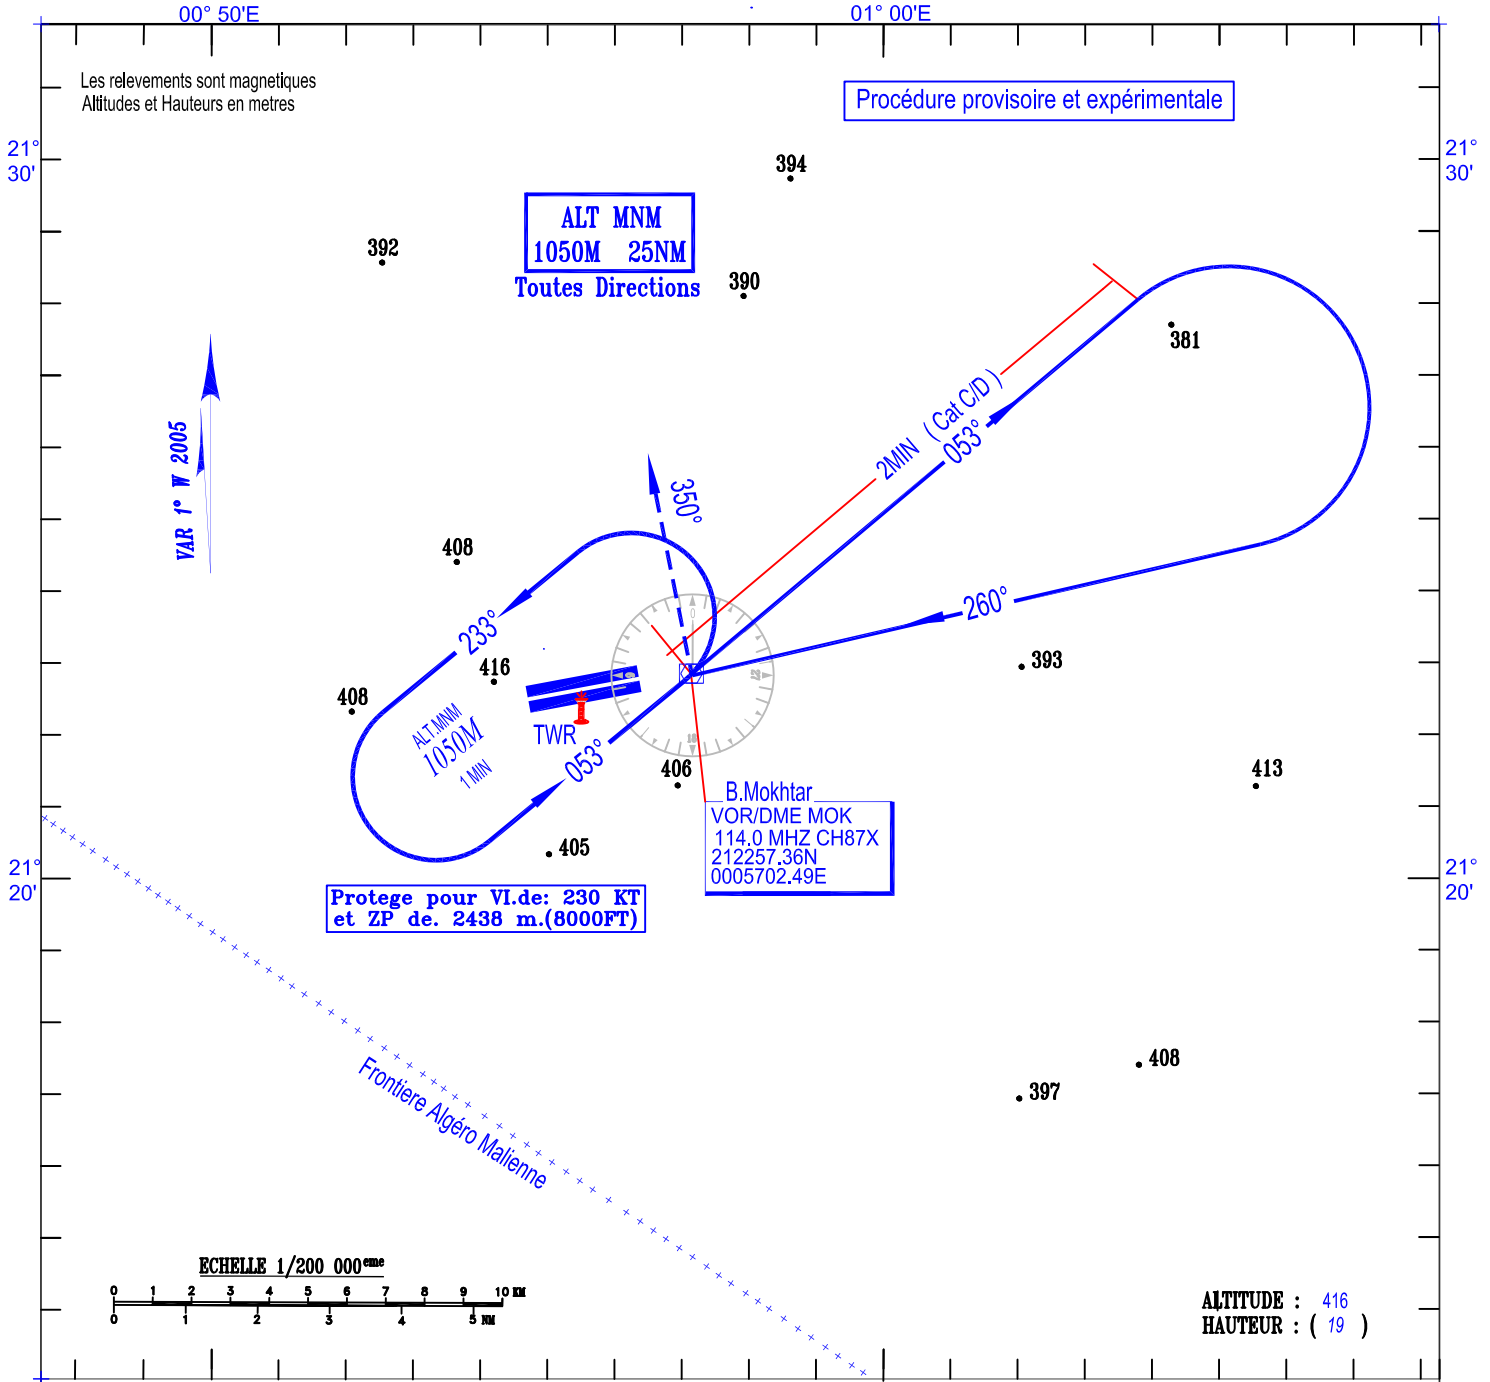 00° 50'E
01° 00'E
Les relevements sont magnetiques
Altitudes et Hauteurs en metres
Procédure provisoire et expérimentale
21°
30'
21°
30'
394
ALT MNM
1050M 25NM
Toutes Directions
392
390
381
2MIN ( Cat C/D )
053°
VAR 1° W 2005
350°
408
260°
233°
416
393
408
ALT.MNM
1050M
1 MIN
TWR
053°
406
413
B.Mokhtar
VOR/DME MOK
114.0 MHZ CH87X
212257.36N
0005702.49E
405
21°
20'
21°
20'
Protege pour VI.de: 230 KT
et ZP de. 2438 m.(8000FT)
Frontiere Algéro Malienne
408
397
ECHELLE 1/200 000eme
0 1 2 3 4 5 6 7 8 9 10 KM
0 1 2 3 4 5 NM
ALTITUDE : 416
HAUTEUR : ( 19 )